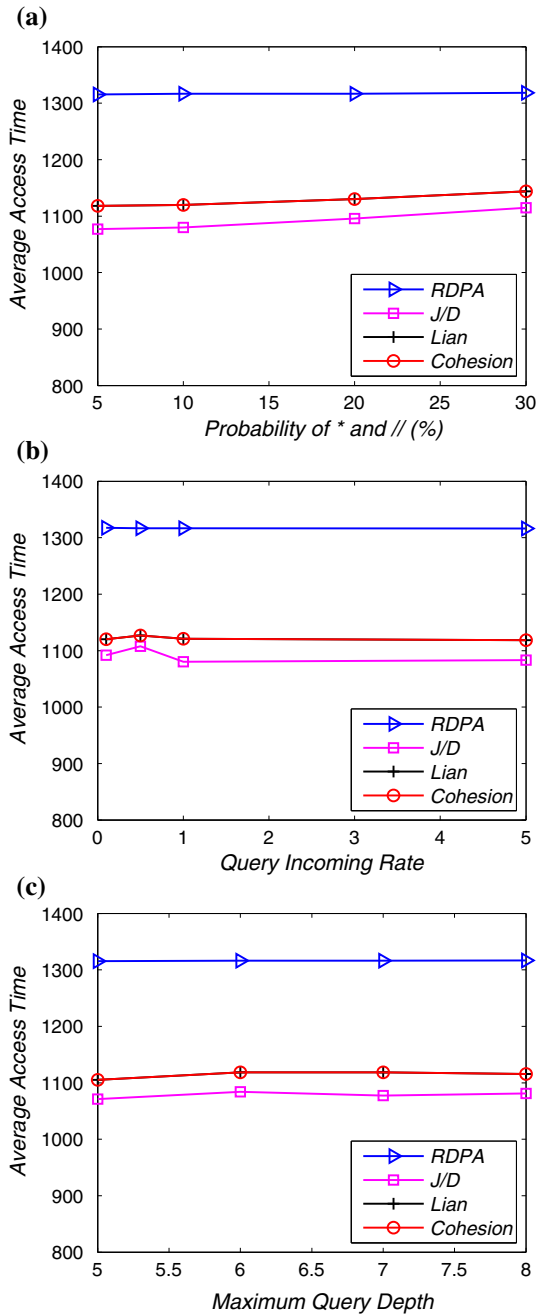 (a)
1400
1300
1200
1100
1000
900
800
Average Access Time
5
10
15
20
25
30
Probability of * and // (%)
RDPA
J/D
Lian
Cohesion
(b)
1400
1300
1200
1100
1000
900
800
Average Access Time
0
1
2
3
4
5
Query Incoming Rate
RDPA
J/D
Lian
Cohesion
(c)
1400
1300
1200
1100
1000
900
800
Average Access Time
5
5.5
6
6.5
7
7.5
8
Maximum Query Depth
RDPA
J/D
Lian
Cohesion